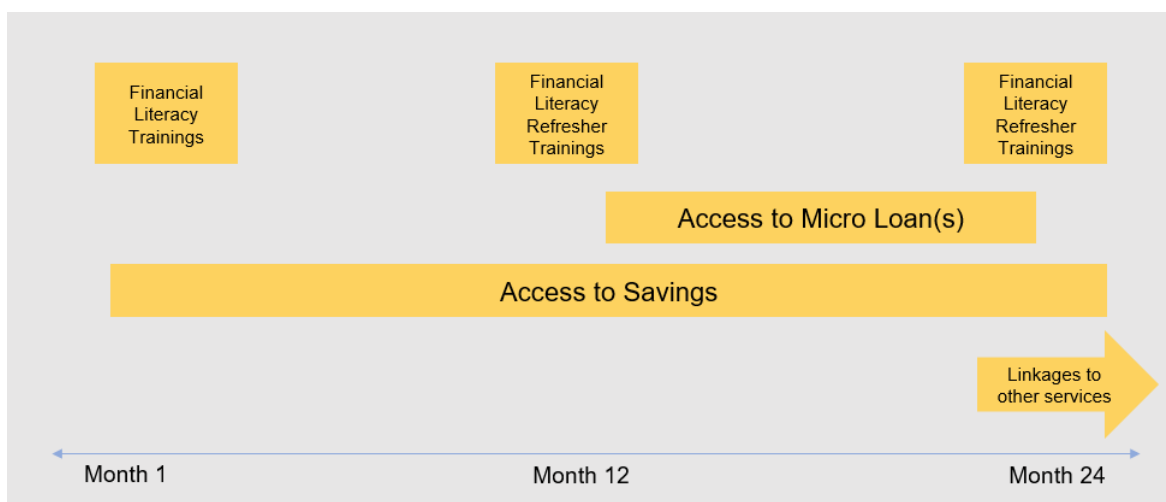 Financial
Literacy
Trainings
Financial
Literacy
Refresher
Trainings
Financial
Literacy
Refresher
Trainings
Access to Micro Loan(s)
Access to Savings
Linkages to
other services
Month 1
Month 12
Month 24